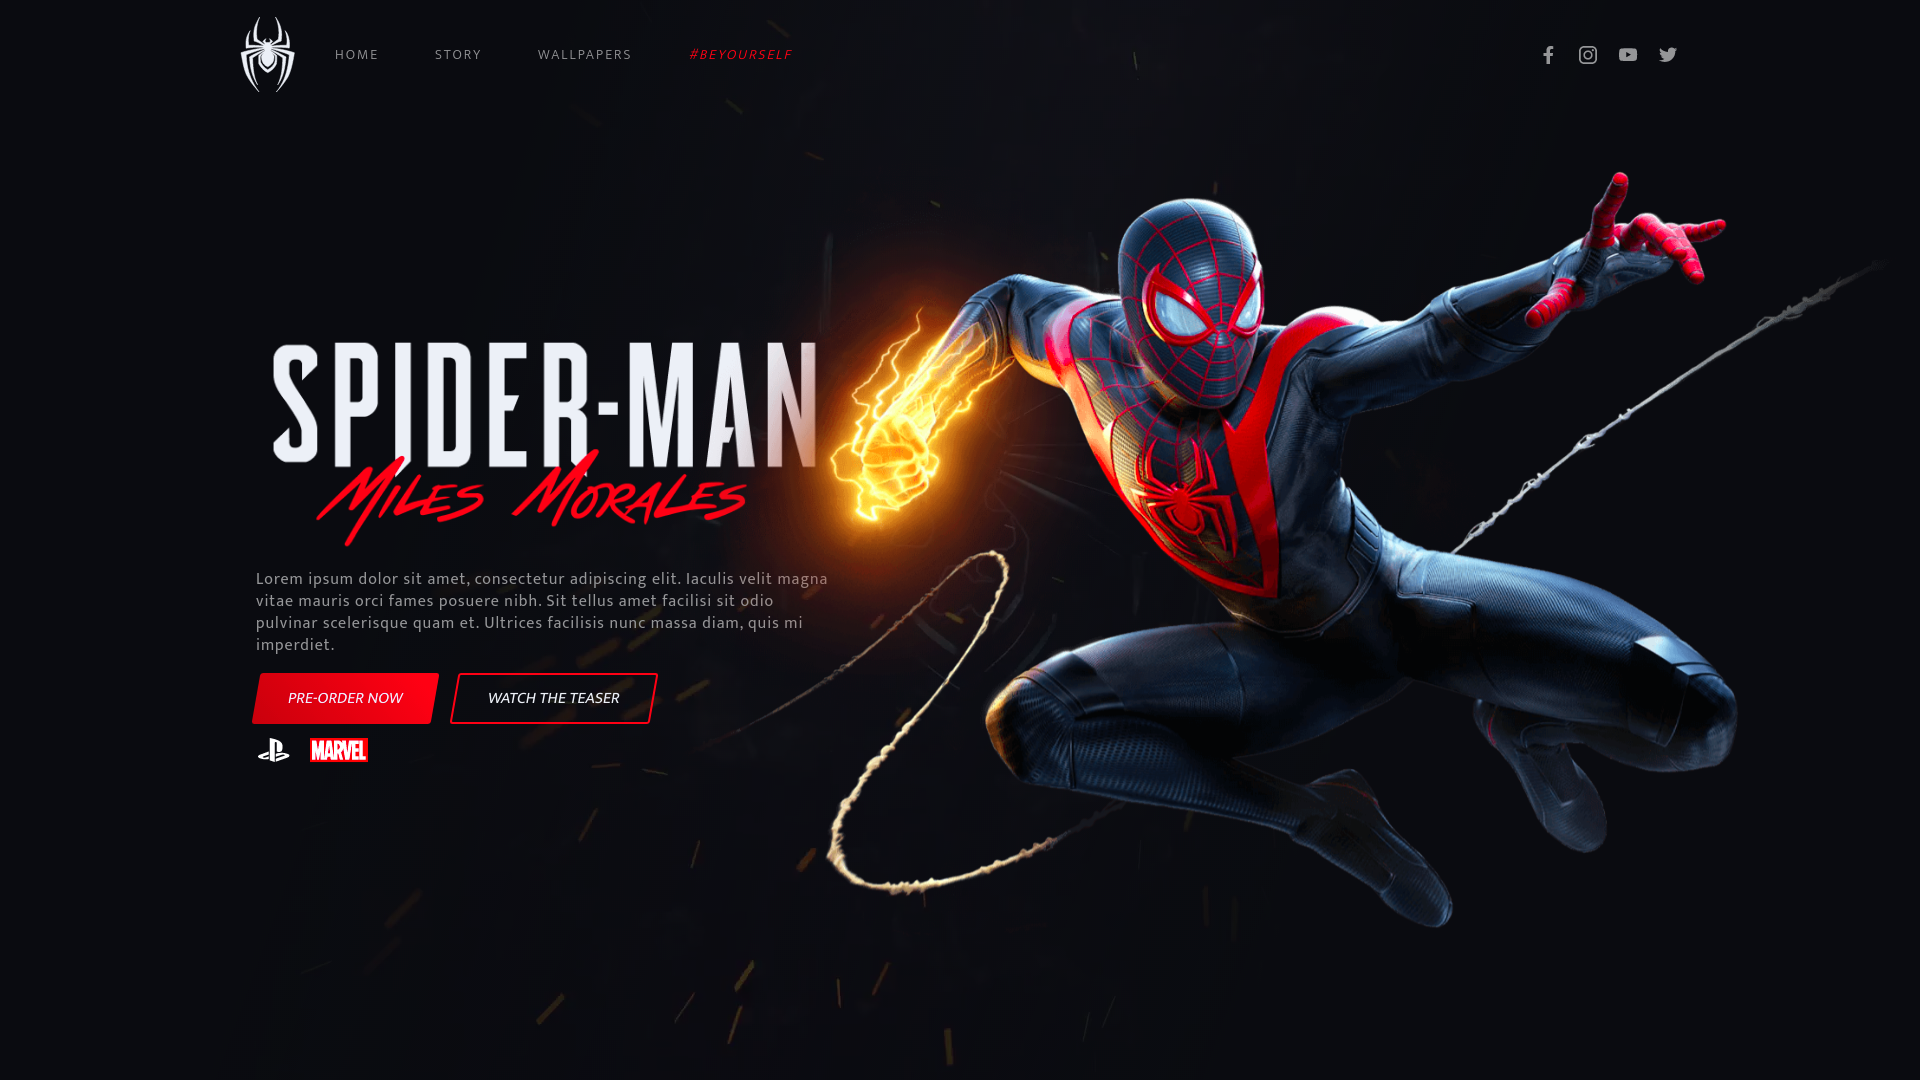 HOME
STORY
WALLPAPERS
#BEYOURSELF
SPIDER-MAN
MILES MORALES
Lorem ipsum dolor sit amet, consectetur adipiscing elit. Iaculis velit magna
vitae mauris orci fames posuere nibh. Sit tellus amet facilisi sit odio
pulvinar scelerisque quam et. Ultrices facilisis nunc massa diam, quis mi
imperdiet.
PRE-ORDER NOW
WATCH THE TEASER
MARVEL